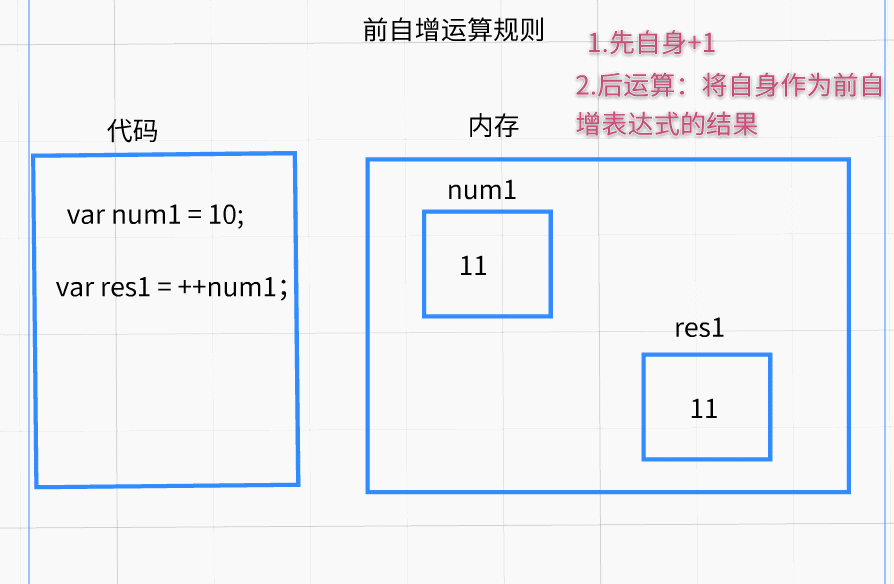 前自增运算规则
1.先自身+1
2.后运算：将自身作为前自
增表达式的结果
代码
内存
var num1 = 10;
var res1 = ++num1；
num1
11
res1
11